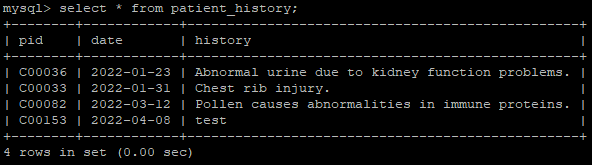 mysql> select * from patient_history;
+--------+------------+--------------------------------------------------+
| pid | date | history |
+--------+------------+--------------------------------------------------+
| C00036 | 2022-01-23 | Abnormal urine due to kidney function problems. |
| C00033 | 2022-01-31 | Chest rib injury. |
| C00082 | 2022-03-12 | Pollen causes abnormalities in immune proteins. |
| C00153 | 2022-04-08 | test |
+--------+------------+--------------------------------------------------+
4 rows in set (0.00 sec)